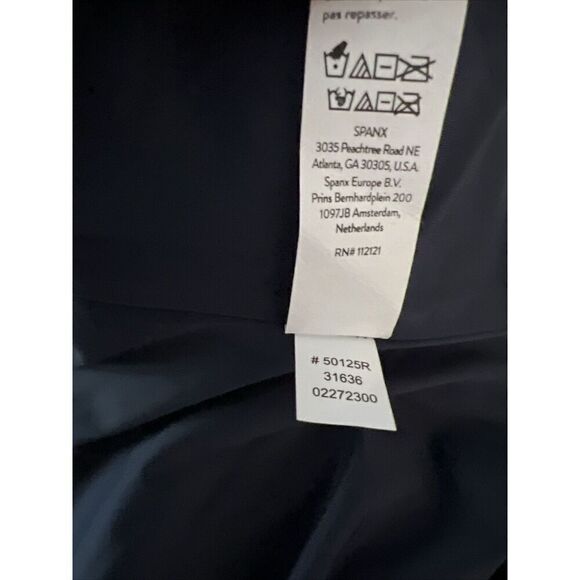 pas repasser.
SPANX
3035 Peachtree Road NE
Atlanta, GA 30305, U.S.A.
Spanx Europe B.V.
Prins Bernhardplein 200
1097JB Amsterdam,
Netherlands
RN# 112121
# 50125R
31636
02272300